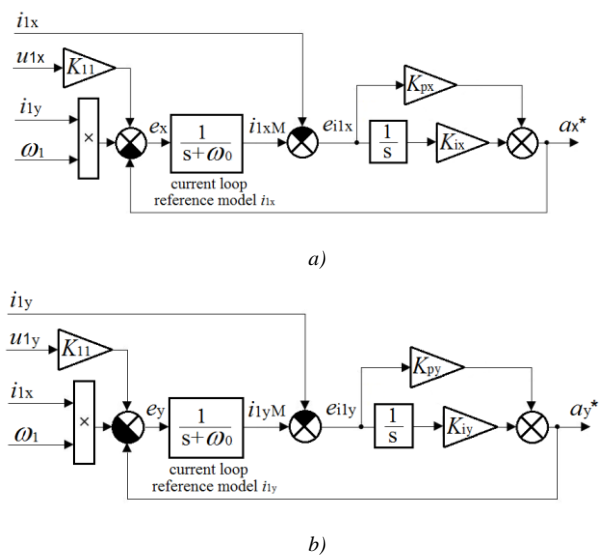 i1x
u1x
K11
i1y
ω1
×
ex
1
s+ω0
i1xM
ei1x
Kpx
1
s
Kix
ax*
current loop
reference model i1x
a)
i1y
u1y
K11
i1x
ω1
×
ey
1
s+ω0
i1yM
ei1y
Kpy
1
s
Kiy
ay*
current loop
reference model i1y
b)